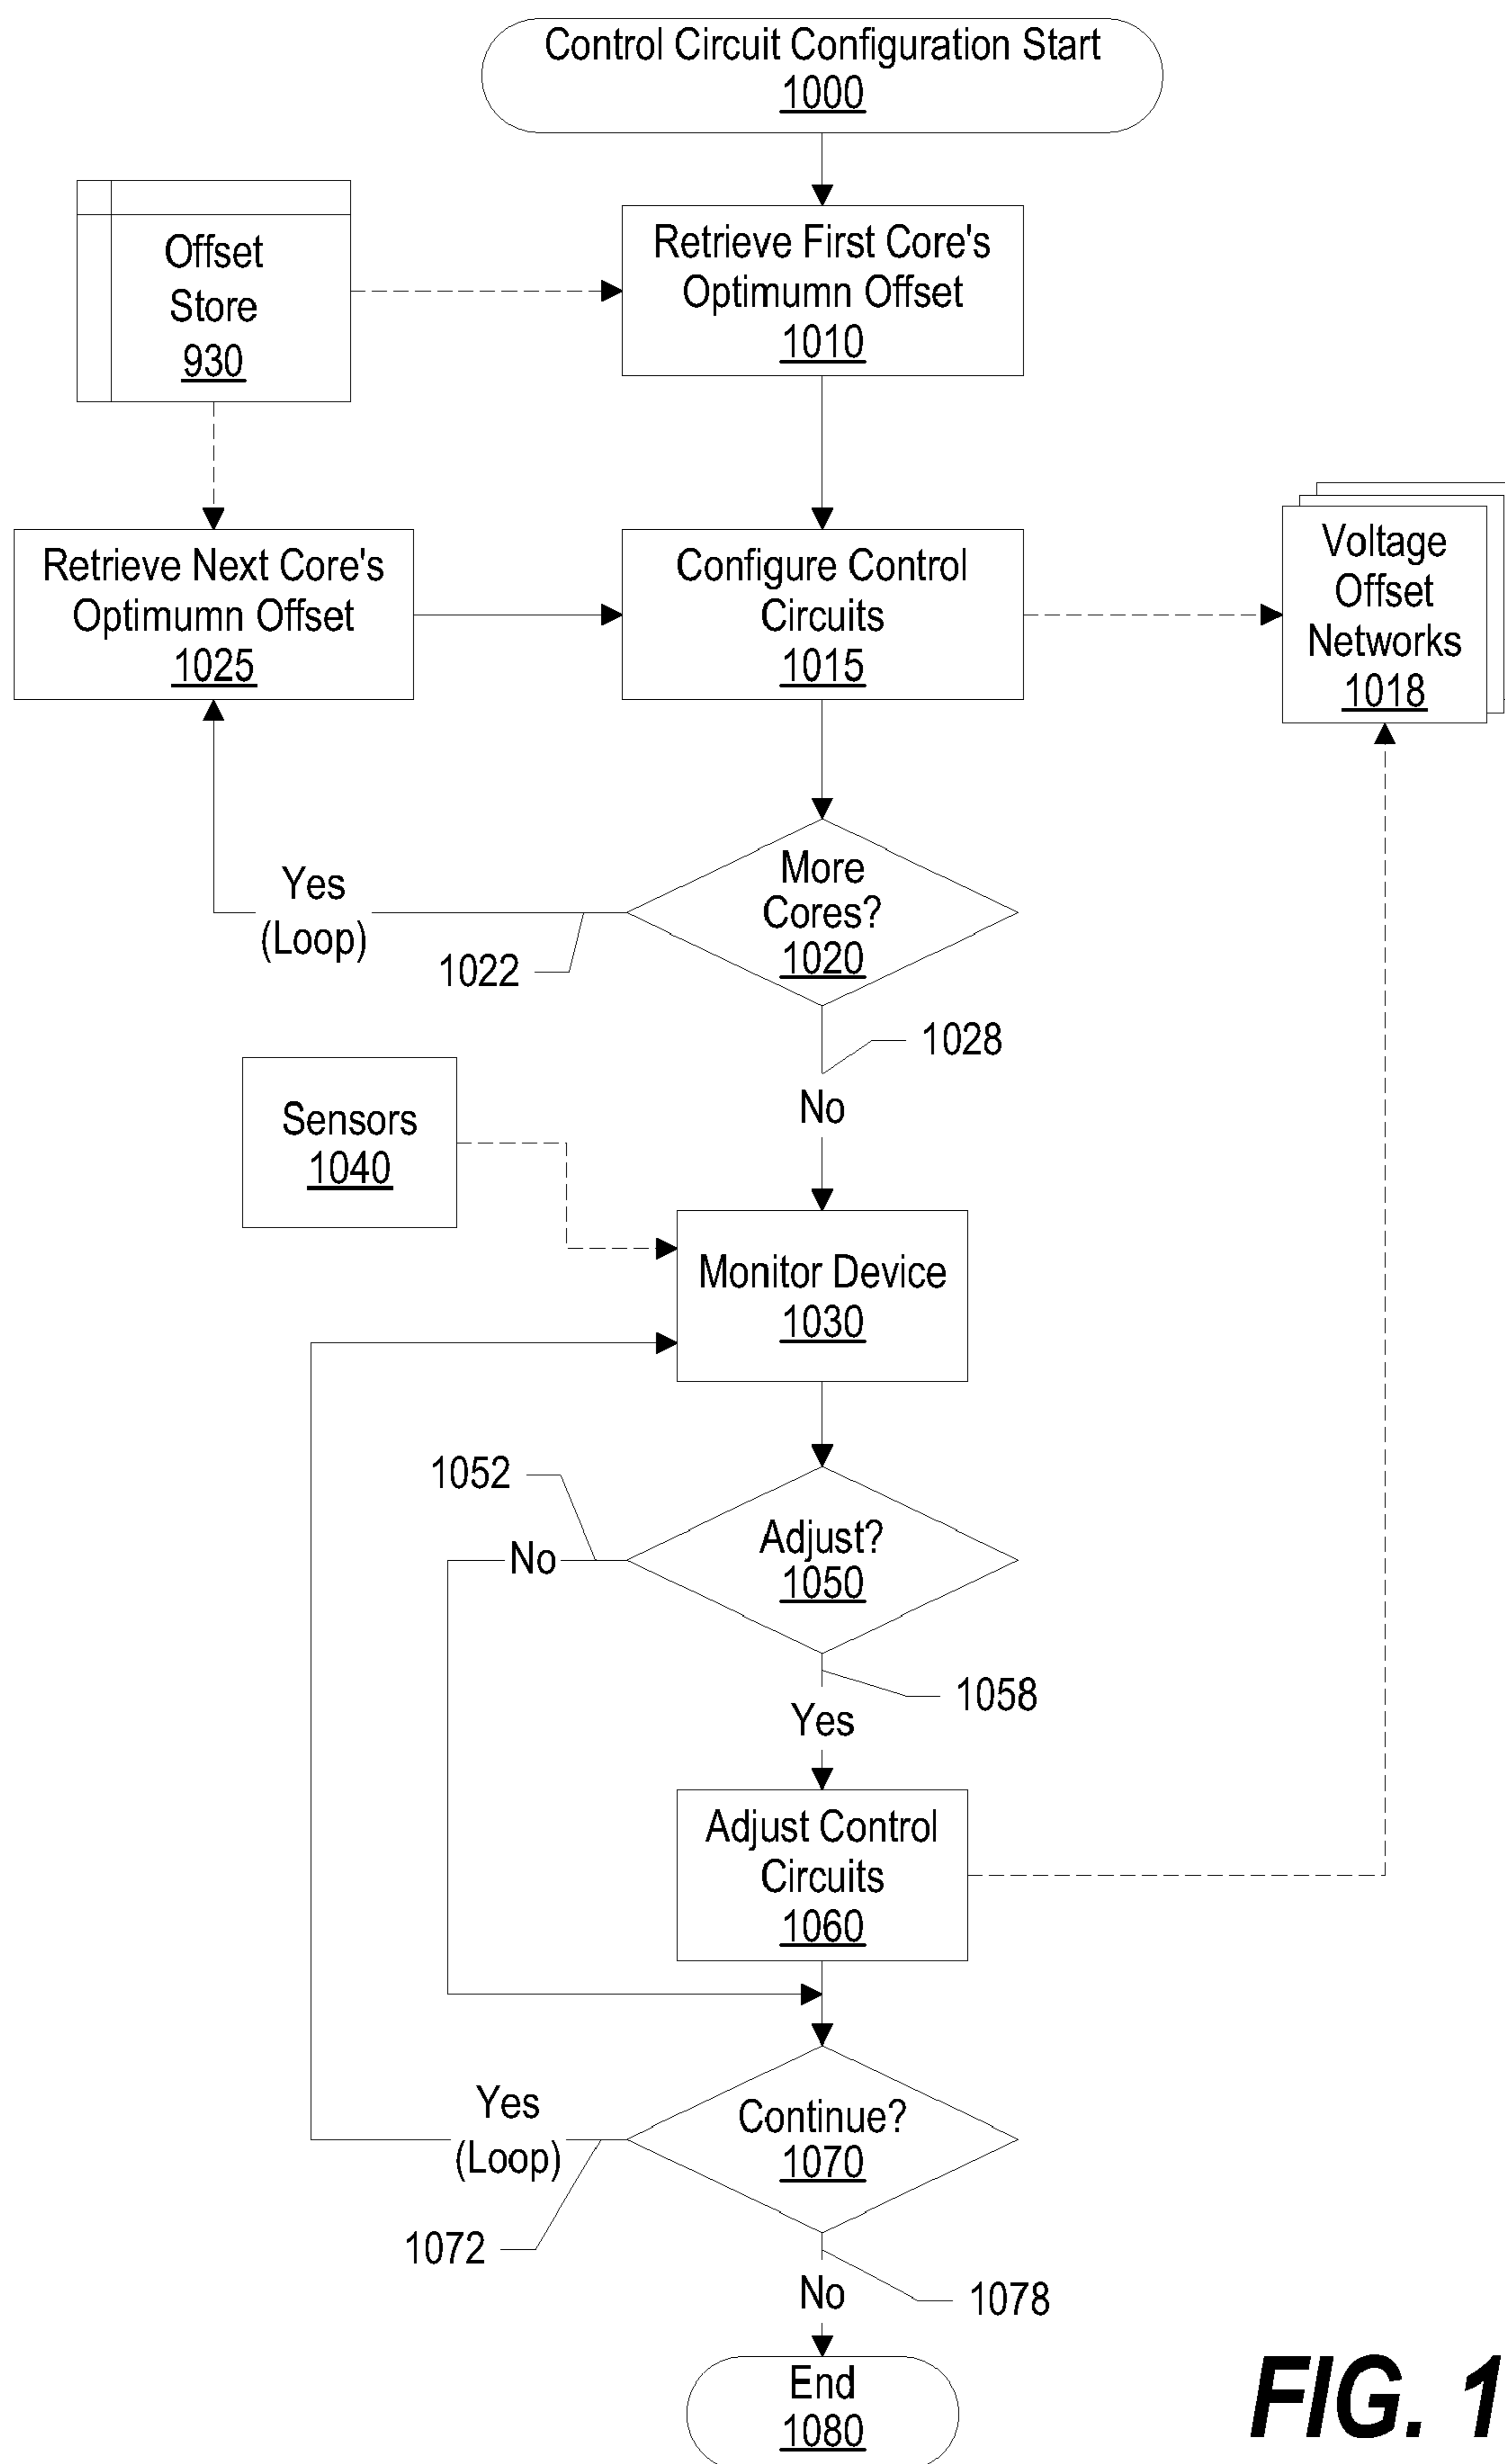 Control Circuit Configuration Start
1000
Offset
Store
930
Retrieve First Core's
Optimumn Offset
1010
Retrieve Next Core's
Optimumn Offset
1025
Configure Control
Circuits
1015
Voltage
Offset
Networks
1018
More
Cores?
1020
Yes
(Loop)
1022
1028
No
Sensors
1040
Monitor Device
1030
1052
No
Adjust?
1050
1058
Yes
Adjust Control
Circuits
1060
Continue?
1070
Yes
(Loop)
1072
1078
No
End
1080
FIG. 1